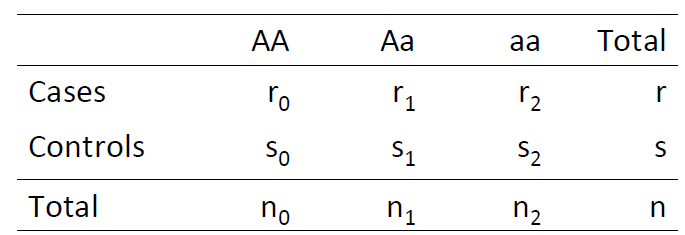 AA Aa aa Total
Cases r₀ r₁ r₂ r
Controls s₀ s₁ s₂ s
Total n₀ n₁ n₂ n